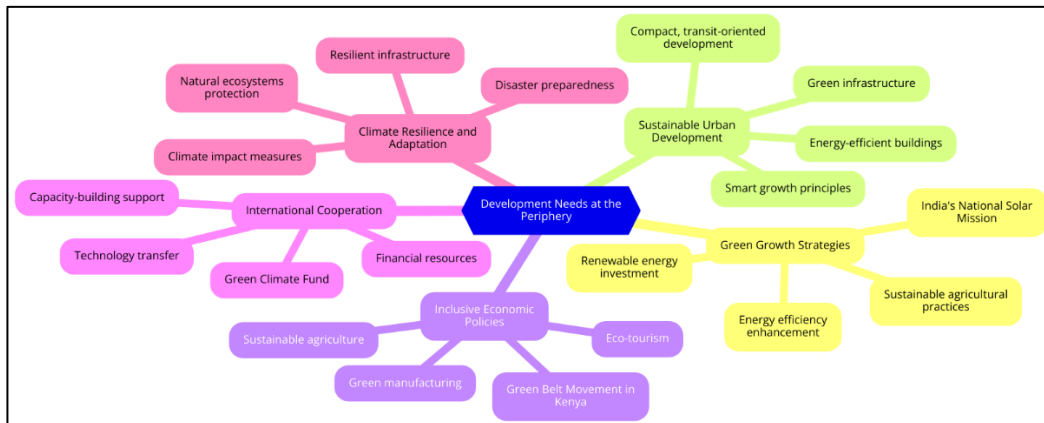 Development Needs at the
Periphery
Climate Resilience and
Adaptation
Resilient infrastructure
Natural ecosystems
protection
Disaster preparedness
Climate impact measures
Sustainable Urban
Development
Compact, transit-oriented
development
Green infrastructure
Energy-efficient buildings
Smart growth principles
International Cooperation
Capacity-building support
Technology transfer
Green Climate Fund
Financial resources
Green Growth Strategies
India's National Solar
Mission
Renewable energy
investment
Energy efficiency
enhancement
Sustainable agricultural
practices
Inclusive Economic
Policies
Sustainable agriculture
Green manufacturing
Green Belt Movement in
Kenya
Eco-tourism